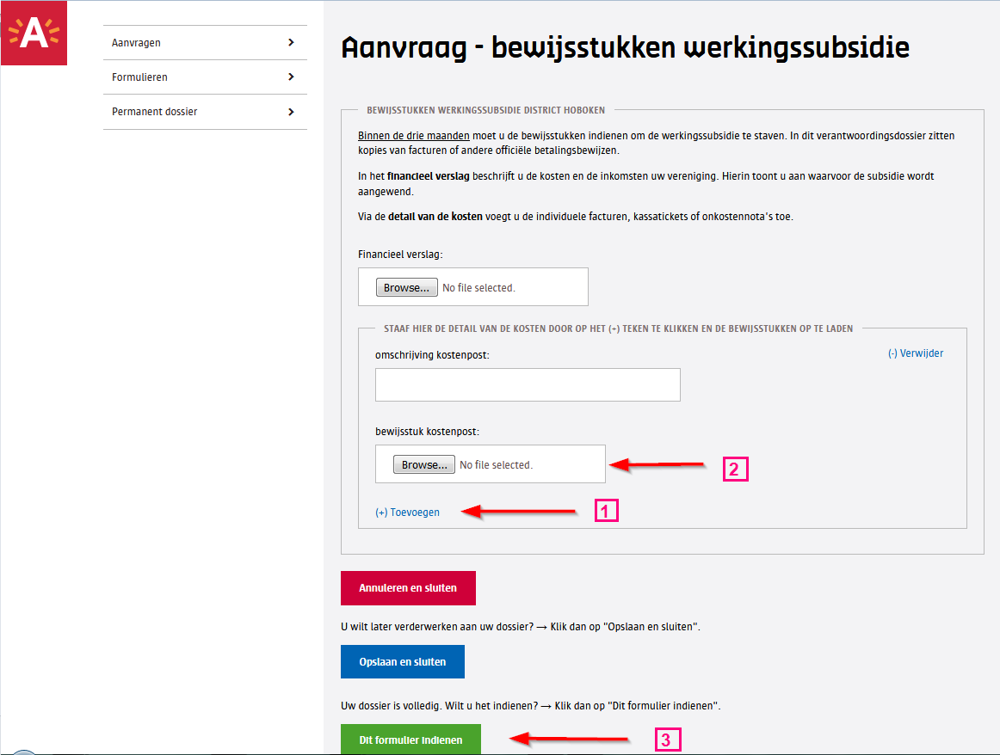 A
Aanvragen
Formulieren
Permanent dossier
Aanvraag - bewijsstukken werkingssubsidie
BEWIJSSTUKKEN WERKINGSSUBSIDIE DISTRICT HOBOKEN
Binnen de drie maanden moet u de bewijsstukken indienen om de werkingssubsidie te staven. In dit verantwoordingsdossier zitten
kopies van facturen of andere officiële betalingsbewijzen.
In het financieel verslag beschrijft u de kosten en de inkomsten uw vereniging. Hierin toont u aan waarvoor de subsidie wordt
aangewend.
Via de detail van de kosten voegt u de individuele facturen, kassatickets of onkostennota's toe.
Financieel verslag:
Browse... No file selected.
STAAF HIER DE DETAIL VAN DE KOSTEN DOOR OP HET (+) TEKEN TE KLIKKEN EN DE BEWIJSSTUKKEN OP TE LADEN
omschrijving kostenpost:
(-) Verwijder
bewijsstuk kostenpost:
Browse... No file selected.
2
(+) Toevoegen
1
Annuleren en sluiten
U wilt later verderwerken aan uw dossier? → Klik dan op "Opslaan en sluiten".
Opslaan en sluiten
Uw dossier is volledig. Wilt u het indienen? → Klik dan op "Dit formulier indienen".
Dit formulier indienen
3